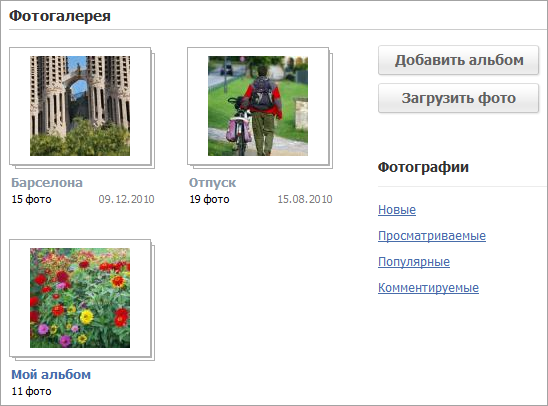 Фотогалерея
Барселона
15 фото 09.12.2010
Отпуск
19 фото 15.08.2010
Мой альбом
11 фото
Добавить альбом
Загрузить фото
Фотографии
Новые
Просматриваемые
Популярные
Комментируемые